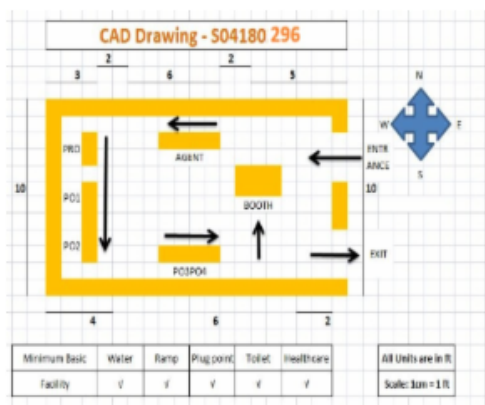 CAD Drawing - S04180 296
2 2
3 6 5
N
W E
S
PRO
AGENT
ENTR
ANCE
10
PO1
10
BOOTH
PO2
EXIT
PO3PO4
4 6 2
Minimum Basic Water Ramp Plug point Toilet Healthcare
Facility √ √ √ √ √
All Units are in ft
Scale: 1cm = 1 ft